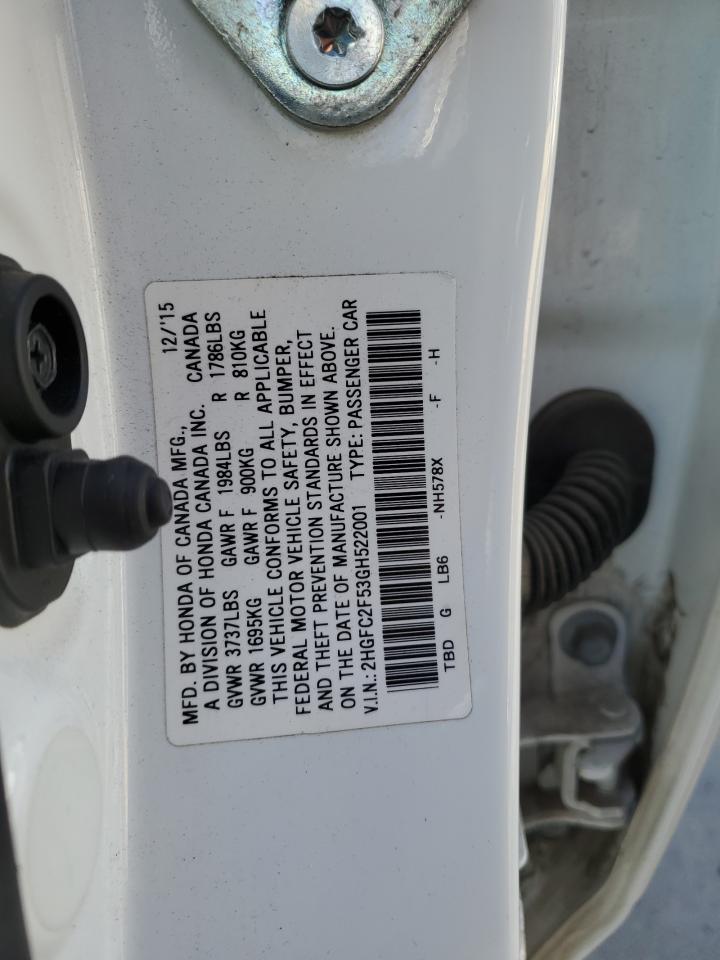 MFD. BY HONDA OF CANADA MFG., 12/'15
A DIVISION OF HONDA CANADA INC. CANADA
GVWR 3737LBS GAWR F 1984LBS R 1786LBS
GVWR 1695KG GAWR F 900KG R 810KG
THIS VEHICLE CONFORMS TO ALL APPLICABLE
FEDERAL MOTOR VEHICLE SAFETY, BUMPER,
AND THEFT PREVENTION STANDARDS IN EFFECT
ON THE DATE OF MANUFACTURE SHOWN ABOVE.
V.I.N.: 2HGFC2F53GH522001 TYPE: PASSENGER CAR
TBD G LB6 -NH578X -F -H